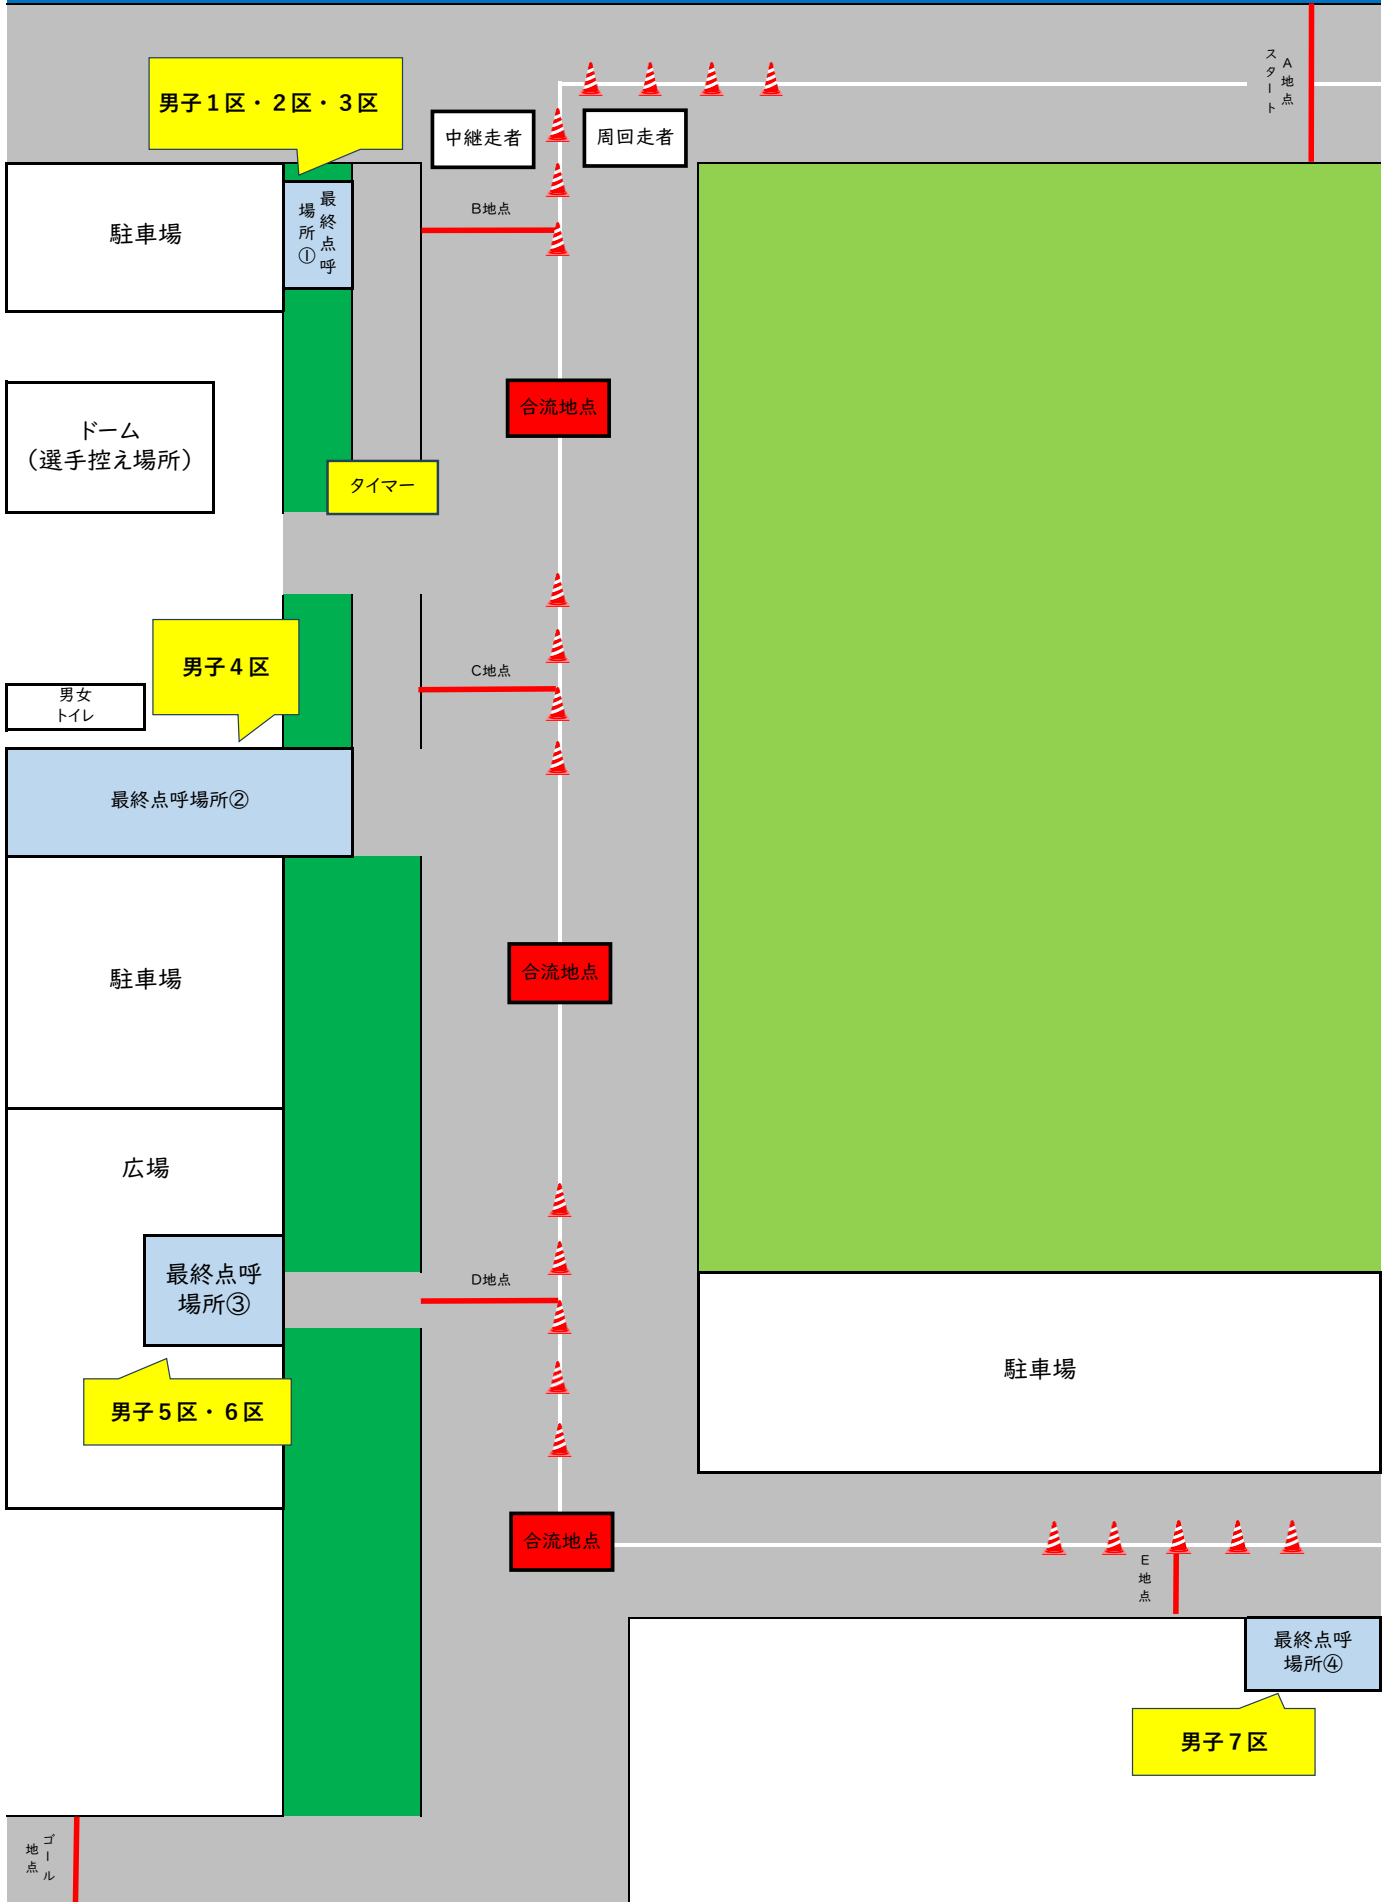 A地点
スタート
男子1区・2区・3区
中継走者
周回走者
駐車場
最終点呼
場所①
B地点
合流地点
ドーム
（選手控え場所）
タイマー
男子4区
C地点
男女
トイレ
最終点呼場所②
駐車場
合流地点
広場
最終点呼
場所③
D地点
男子5区・6区
駐車場
合流地点
E地点
最終点呼
場所④
男子7区
ゴール
地点